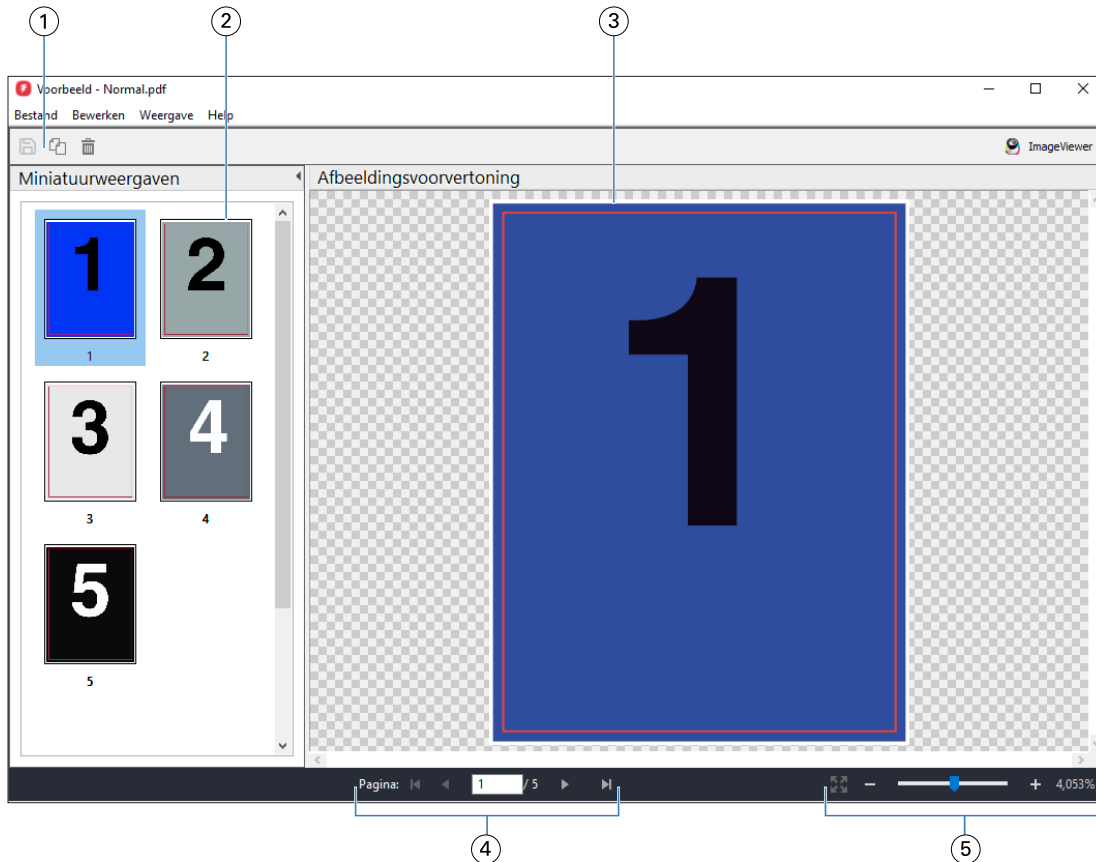 1 2 3
Voorbeeld - Normal.pdf
Bestand Bewerken Weergave Help
ImageViewer
Miniatuurweergaven
Afbeeldingsvoorvertoning
1 2
1 2
3 4
3 4
5
5
1
Pagina: 1 / 5
4,053%
4 5